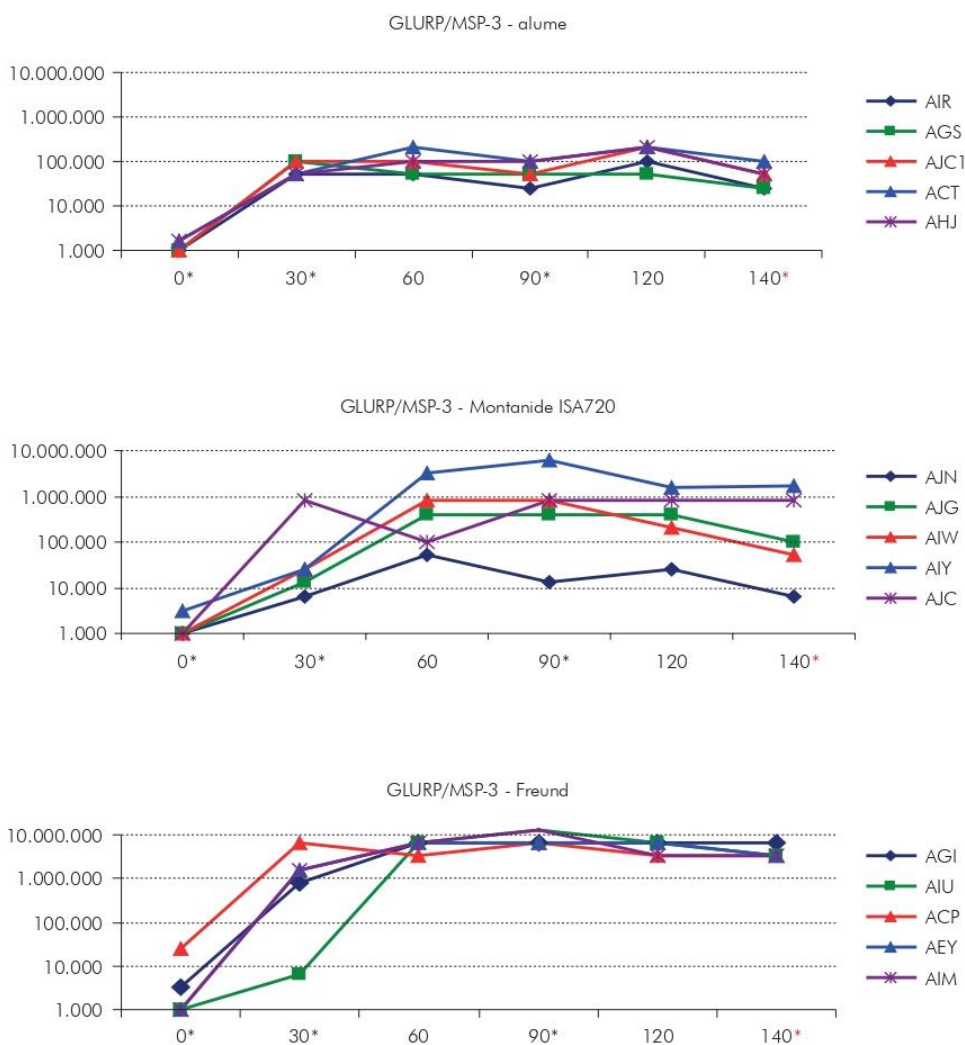 GLURP/MSP-3 - alume
10.000.000
1.000.000
100.000
10.000
1.000
0* 30* 60 90* 120 140*
AIR
AGS
AJC1
ACT
AHJ
GLURP/MSP-3 - Montanide ISA720
10.000.000
1.000.000
100.000
10.000
1.000
0* 30* 60 90* 120 140*
AJN
AJG
AIW
AIY
AJC
GLURP/MSP-3 - Freund
10.000.000
1.000.000
100.000
10.000
1.000
0* 30* 60 90* 120 140*
AGI
AIU
ACP
AEY
AIM